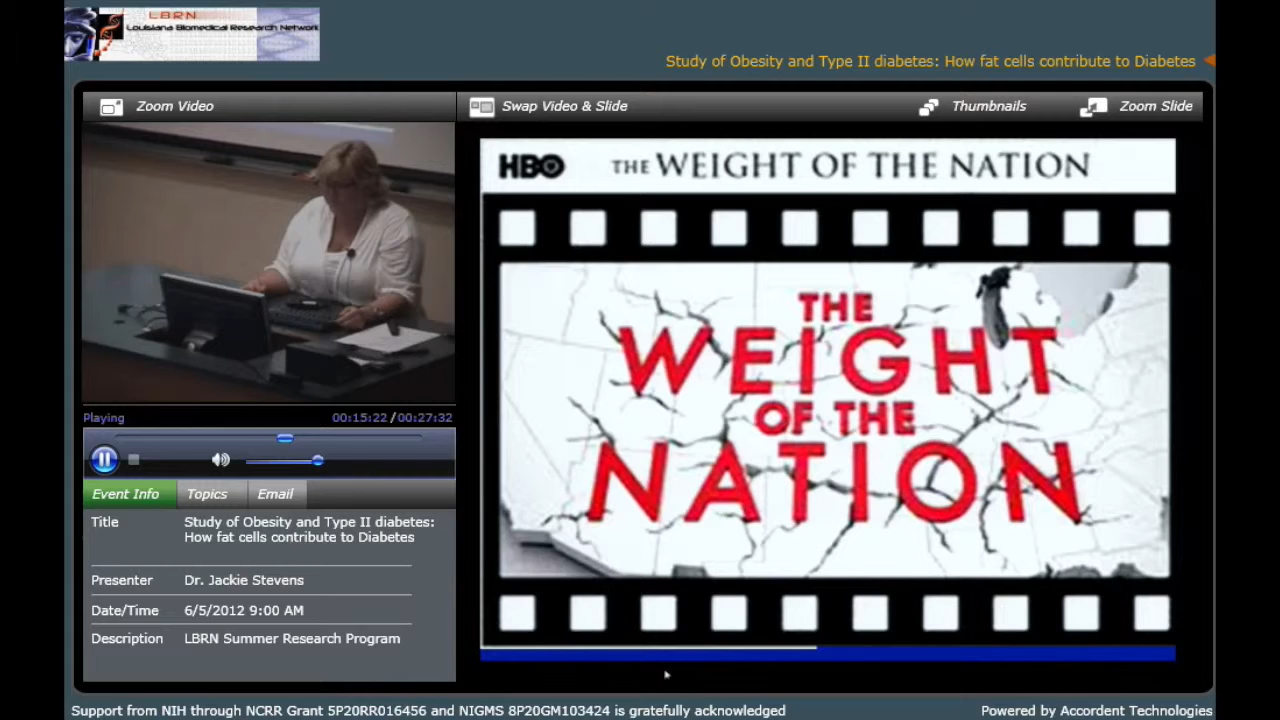 LBRN
Louisiana Biomedical Research Network
Study of Obesity and Type II diabetes: How fat cells contribute to Diabetes
Zoom Video
Swap Video & Slide
Thumbnails
Zoom Slide
HBO THE WEIGHT OF THE NATION
THE
WEIGHT
OF THE
NATION
Playing 00:15:22 /00:27:32
Event Info Topics Email
Title Study of Obesity and Type II diabetes:
How fat cells contribute to Diabetes
Presenter Dr. Jackie Stevens
Date/Time 6/5/2012 9:00 AM
Description LBRN Summer Research Program
Support from NIH through NCRR Grant 5P20RR016456 and NIGMS 8P20GM103424 is gratefully acknowledged
Powered by Accordent Technologies